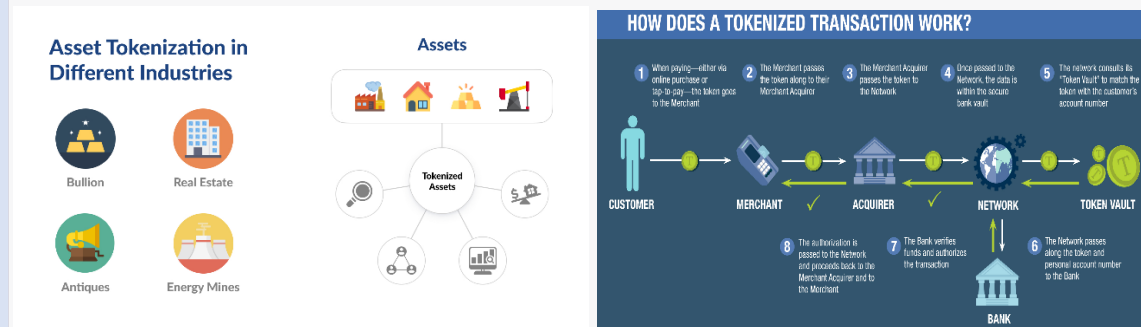 Asset Tokenization in
Different Industries
Bullion
Real Estate
Antiques
Energy Mines
Assets
Tokenized
Assets
$
HOW DOES A TOKENIZED TRANSACTION WORK?
1
When paying—either via
online purchase or
tap-to-pay—the token goes
to the Merchant
2
The Merchant passes
the token along to their
Merchant Acquirer
3
The Merchant Acquirer
passes the token to
the Network
4
Once passed to the
Network, the data is
within the secure
bank vault
5
The network consults its
"Token Vault" to match the
token with the customer's
account number
T
T
T
T
T
T
CUSTOMER
MERCHANT
ACQUIRER
NETWORK
TOKEN VAULT
8
The authorization is
passed to the Network
and proceeds back to the
Merchant Acquirer and to
the Merchant
7
The Bank verifies
funds and authorizes
the transaction
6
The Network passes
along the token and
personal account number
to the Bank
BANK